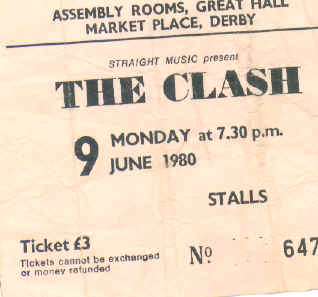 ASSEMBLY ROOMS, GREAT HALL
MARKET PLACE, DERBY
STRAIGHT MUSIC present
THE CLASH
9 MONDAY at 7.30 p.m.
JUNE 1980
STALLS
Ticket £3
Tickets cannot be exchanged
or money refunded
Nº 647